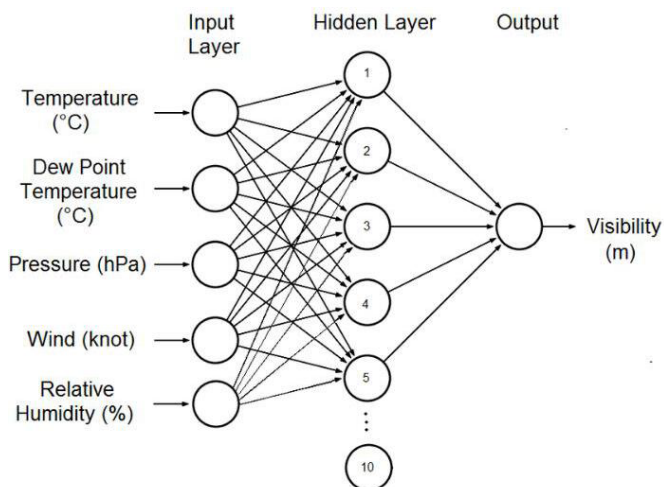 Input
Layer
Hidden Layer
Output
Temperature
(°C)
Dew Point
Temperature
(°C)
Pressure (hPa)
Wind (knot)
Relative
Humidity (%)
1
2
3
4
5
10
Visibility
(m)